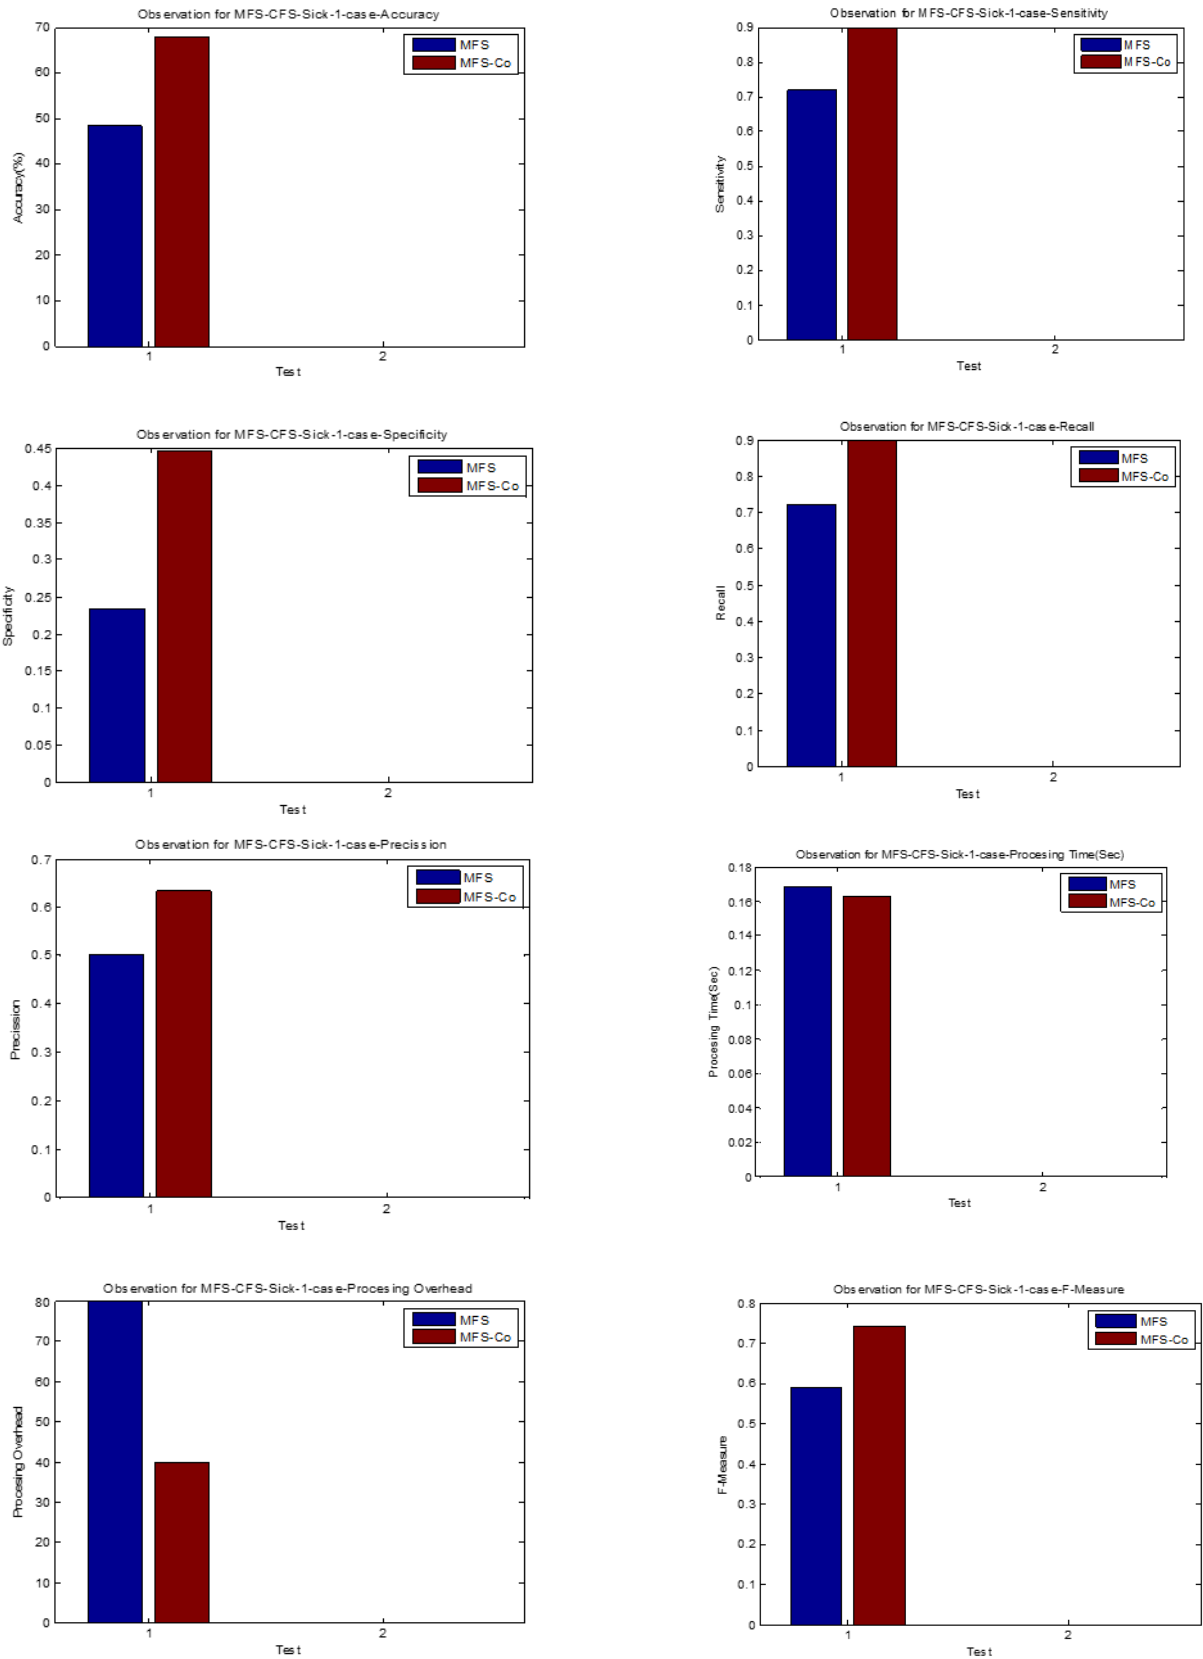 Observation for MFS-CFS-Sick-1-case-Accuracy
70
60
50
40
30
20
10
0
Accuracy(%)
1
2
Test
MFS
MFS-Co
Observation for MFS-CFS-Sick-1-case-Sensitivity
0.9
0.8
0.7
0.6
0.5
0.4
0.3
0.2
0.1
0
Sensitivity
1
2
Test
MFS
MFS-Co
Observation for MFS-CFS-Sick-1-case-Specificity
0.45
0.4
0.35
0.3
0.25
0.2
0.15
0.1
0.05
0
Specificity
1
2
Test
MFS
MFS-Co
Observation for MFS-CFS-Sick-1-case-Recall
0.9
0.8
0.7
0.6
0.5
0.4
0.3
0.2
0.1
0
Recall
1
2
Test
MFS
MFS-Co
Observation for MFS-CFS-Sick-1-case-Precission
0.7
0.6
0.5
0.4
0.3
0.2
0.1
0
Precission
1
2
Test
MFS
MFS-Co
Observation for MFS-CFS-Sick-1-case-Procesing Time(Sec)
0.18
0.16
0.14
0.12
0.1
0.08
0.06
0.04
0.02
0
Procesing Time(Sec)
1
2
Test
MFS
MFS-Co
Observation for MFS-CFS-Sick-1-case-Procesing Overhead
80
70
60
50
40
30
20
10
0
Procesing Overhead
1
2
Test
MFS
MFS-Co
Observation for MFS-CFS-Sick-1-case-F-Measure
0.8
0.7
0.6
0.5
0.4
0.3
0.2
0.1
0
F-Measure
1
2
Test
MFS
MFS-Co